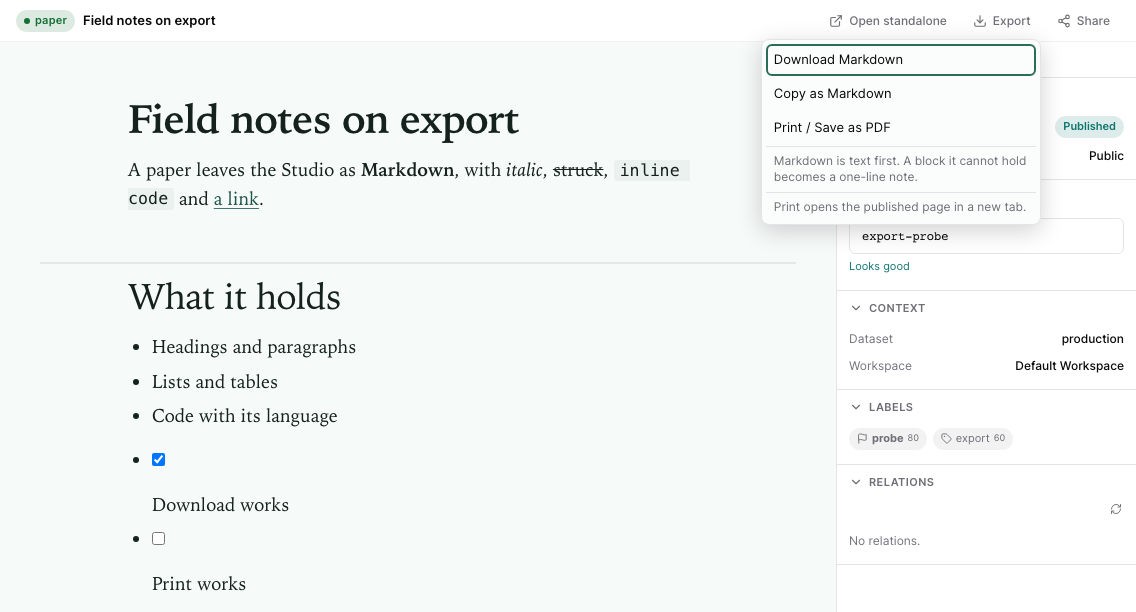 paper
Field notes on export
Open standalone
Export
Share
Download Markdown
Copy as Markdown
Print / Save as PDF
Markdown is text first. A block it cannot hold
becomes a one-line note.
Print opens the published page in a new tab.
Field notes on export
A paper leaves the Studio as Markdown, with italic, struck, inline
code and a link.
What it holds
Headings and paragraphs
Lists and tables
Code with its language
Download works
Print works
Published
Public
export-probe
Looks good
CONTEXT
Dataset production
Workspace Default Workspace
LABELS
probe 80 export 60
RELATIONS
No relations.